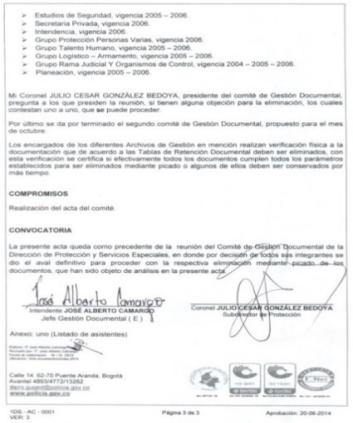 ➢ Estudios de Seguridad, vigencia 2005 – 2006.
➢ Secretaria Privada, vigencia 2006.
➢ Intendencia, vigencia 2006.
➢ Grupo Protección Personas Varias, vigencia 2006.
➢ Grupo Talento Humano, vigencia 2005 – 2006.
➢ Grupo Logístico – Armamento, vigencia 2005 – 2006.
➢ Grupo Rama Judicial Y Organismos de Control, vigencia 2004 – 2005 – 2006.
➢ Planeación, vigencia 2005 – 2006.
Mi Coronel JULIO CESAR GONZÁLEZ BEDOYA, presidente del comité de Gestión Documental,
pregunta a los que presiden la reunión, si tienen alguna objeción para la eliminación, los cuales
contestan uno a uno, que se puede proceder.
Por último se da por terminado el segundo comité de Gestión Documental, propuesto para el mes
de octubre.
Los encargados de los diferentes Archivos de Gestión en mención realizan verificación física a la
documentación que de acuerdo a las Tablas de Retención Documental deben ser eliminados, con
esta verificación se certifica si efectivamente todos los documentos cumplen todos los parámetros
establecidos para ser eliminados mediante picado o algunos de ellos deben ser conservados por
más tiempo.
COMPROMISOS
Realización del acta del comité.
CONVOCATORIA
La presente acta queda como precedente de la reunión del Comité de Gestión Documental de la
Dirección de Protección y Servicios Especiales, en donde por decisión de todos sus integrantes se
dio el aval definitivo para proceder con la respectiva eliminación mediante picado de los
documentos, que han sido objeto de análisis en la presente acta.
José Alberto Camargo
Intendente JOSÉ ALBERTO CAMARGO
Jefe Gestión Documental ( E )
Coronel JULIO CESAR GONZÁLEZ BEDOYA
Subdirector de Protección
Anexo: uno (Listado de asistentes)
Calle 14 62-70 Puente Aranda, Bogotá
Avantel 4893/4772/13262
www.policia.gov.co
1DS - AC - 0001
VER: 3
Página 3 de 3
Aprobación: 20-06-2014